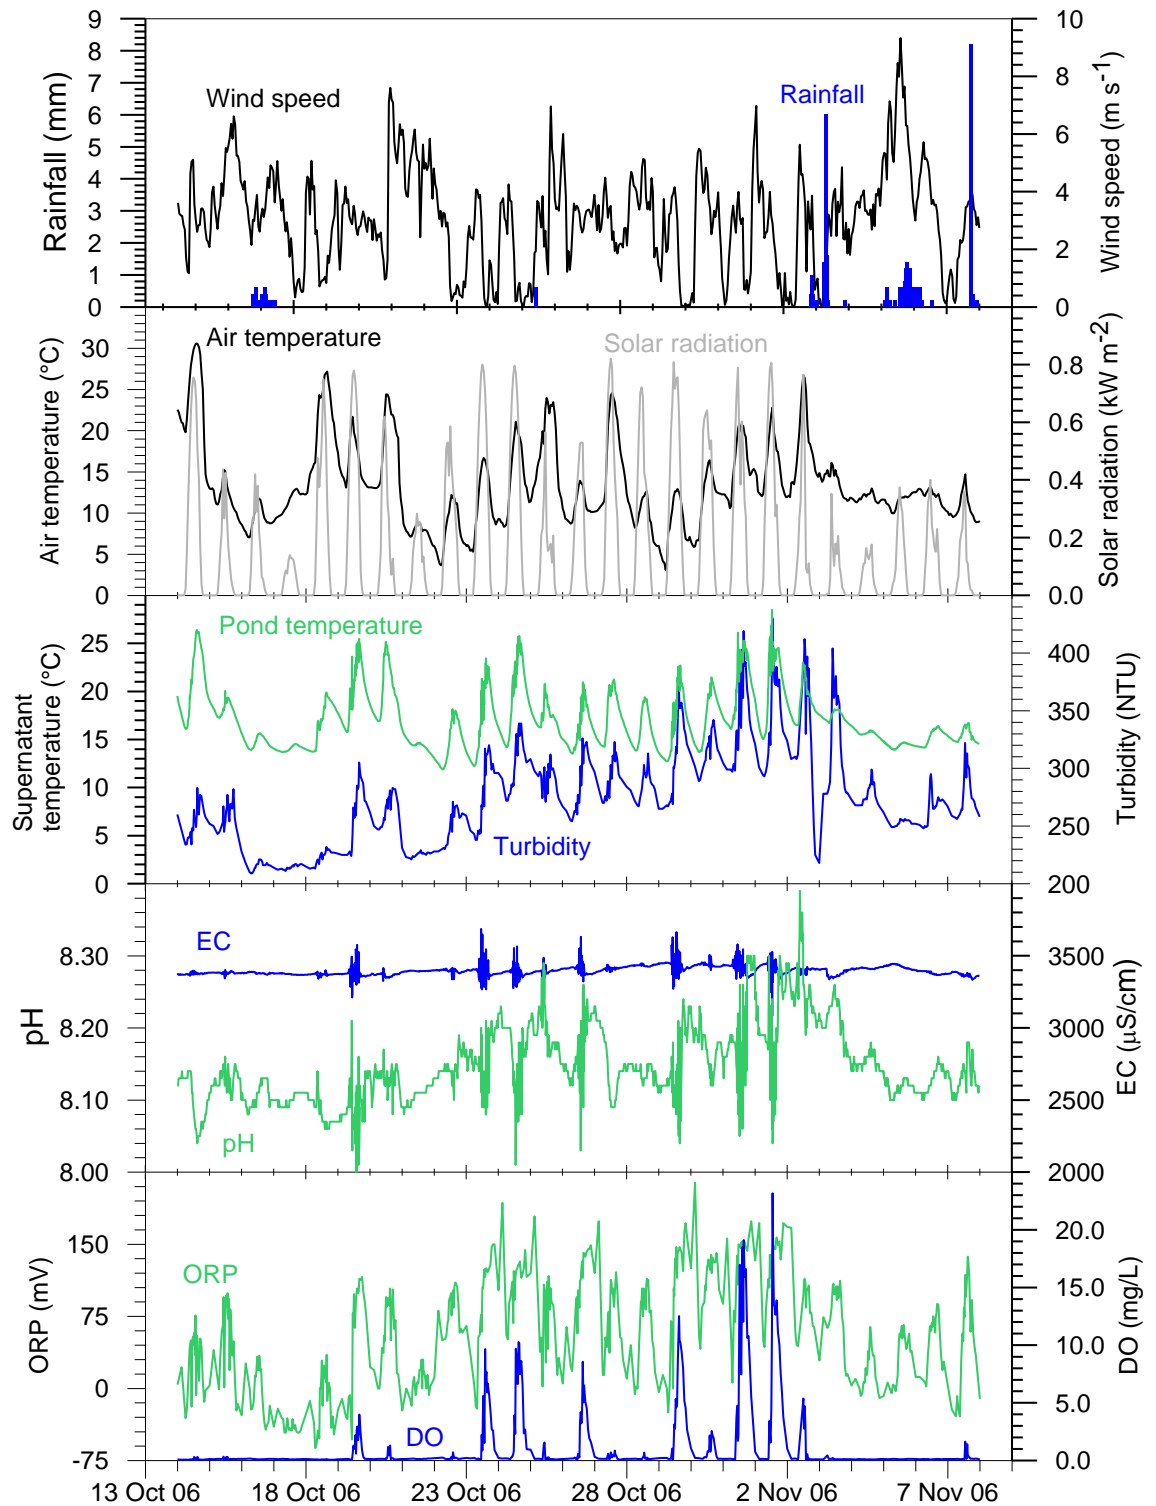 9
10
8
7
6
5
4
3
2
1
0
8
6
4
2
0
Rainfall (mm)
Wind speed (m s-1)
Wind speed
Rainfall
30
25
20
15
10
5
0
0.8
0.6
0.4
0.2
0.0
Air temperature (°C)
Solar radiation (kW m-2)
Air temperature
Solar radiation
25
20
15
10
5
0
400
350
300
250
200
Supernatant
temperature (°C)
Turbidity (NTU)
Pond temperature
Turbidity
8.30
8.20
8.10
8.00
3500
3000
2500
2000
pH
EC (µS/cm)
EC
pH
150
75
0
-75
20.0
15.0
10.0
5.0
0.0
ORP (mV)
DO (mg/L)
ORP
DO
13 Oct 06 18 Oct 06 23 Oct 06 28 Oct 06 2 Nov 06 7 Nov 06